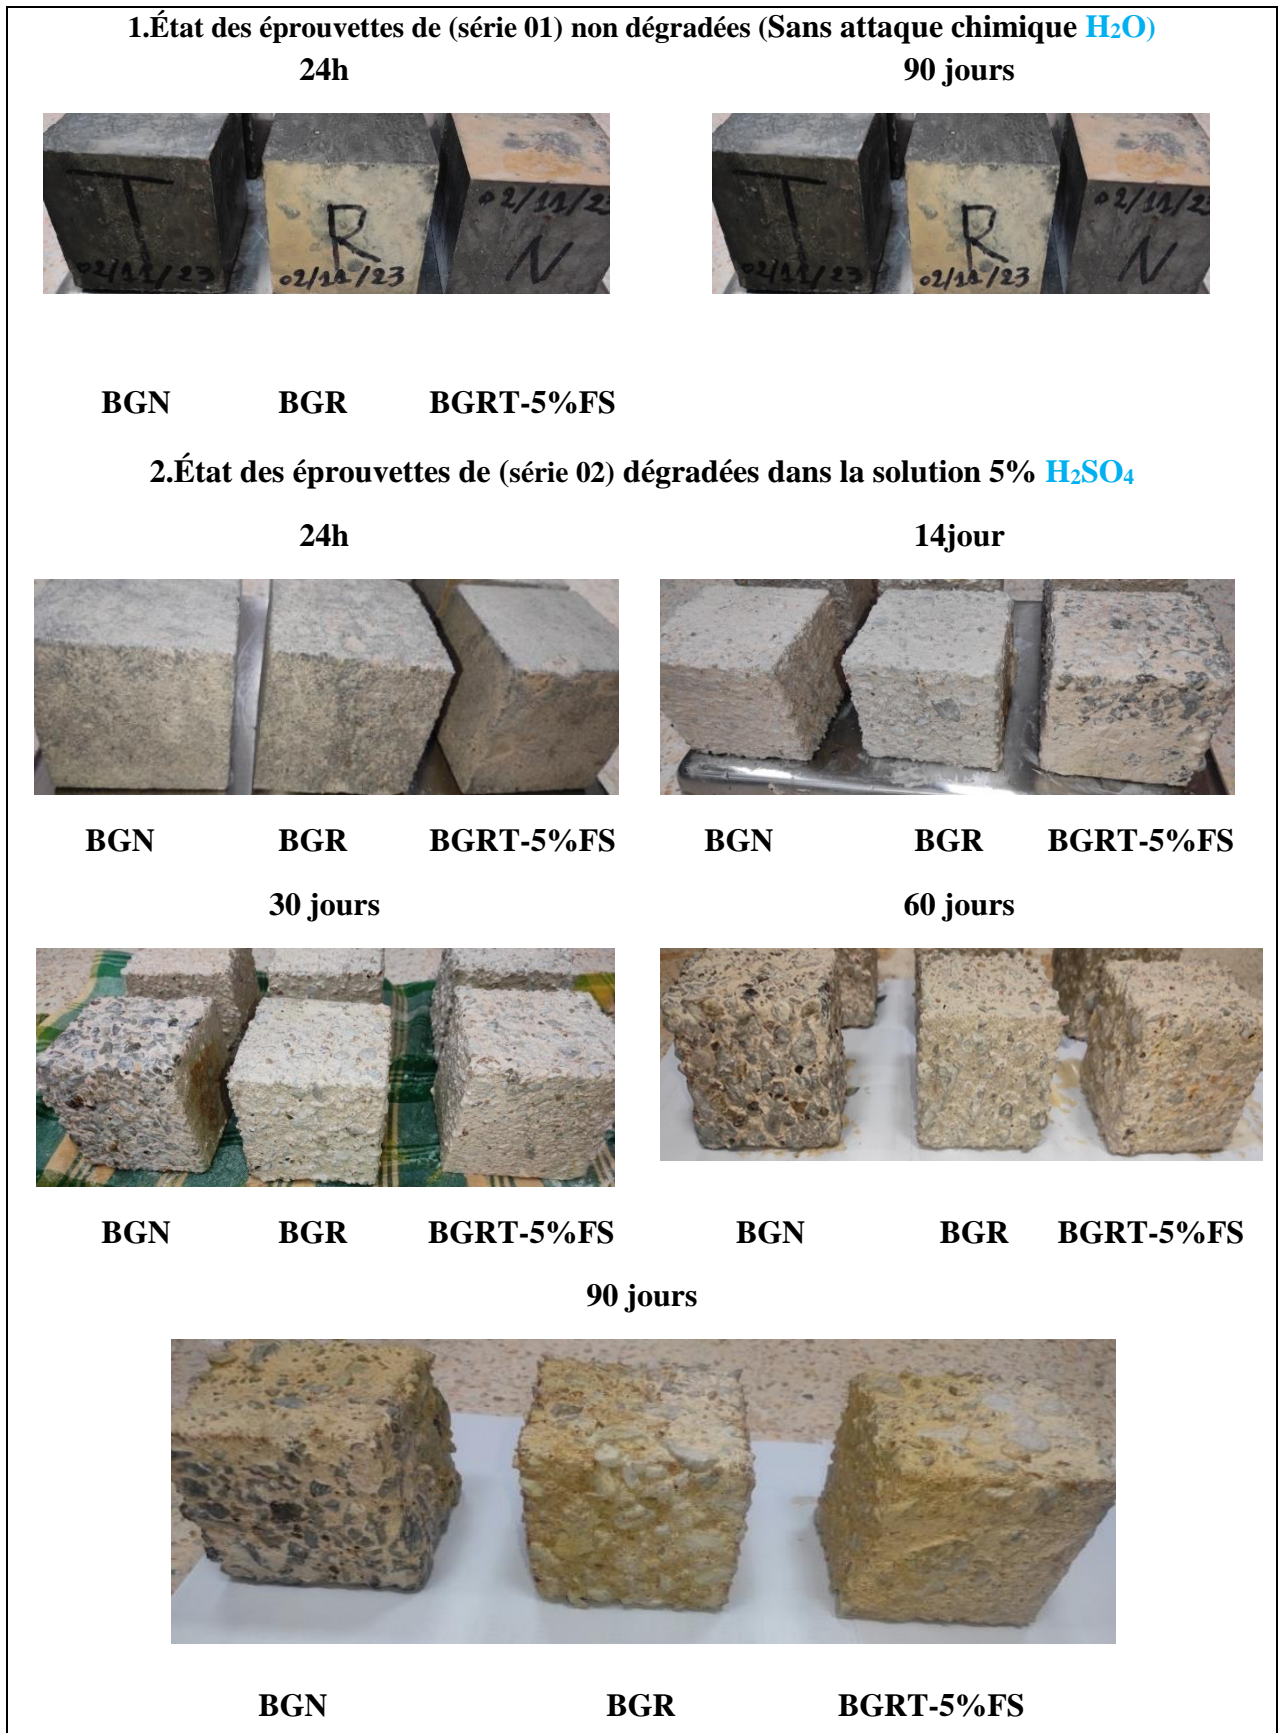 1.État des éprouvettes de (série 01) non dégradées (Sans attaque chimique H₂O)
24h 90 jours
T R 02/11/23
02/11/23 02/11/23 N
T R 02/11/23
02/11/23 02/11/23 N
BGN BGR BGRT-5%FS
2.État des éprouvettes de (série 02) dégradées dans la solution 5% H₂SO₄
24h 14jour
BGN BGR BGRT-5%FS BGN BGR BGRT-5%FS
30 jours 60 jours
BGN BGR BGRT-5%FS BGN BGR BGRT-5%FS
90 jours
BGN BGR BGRT-5%FS